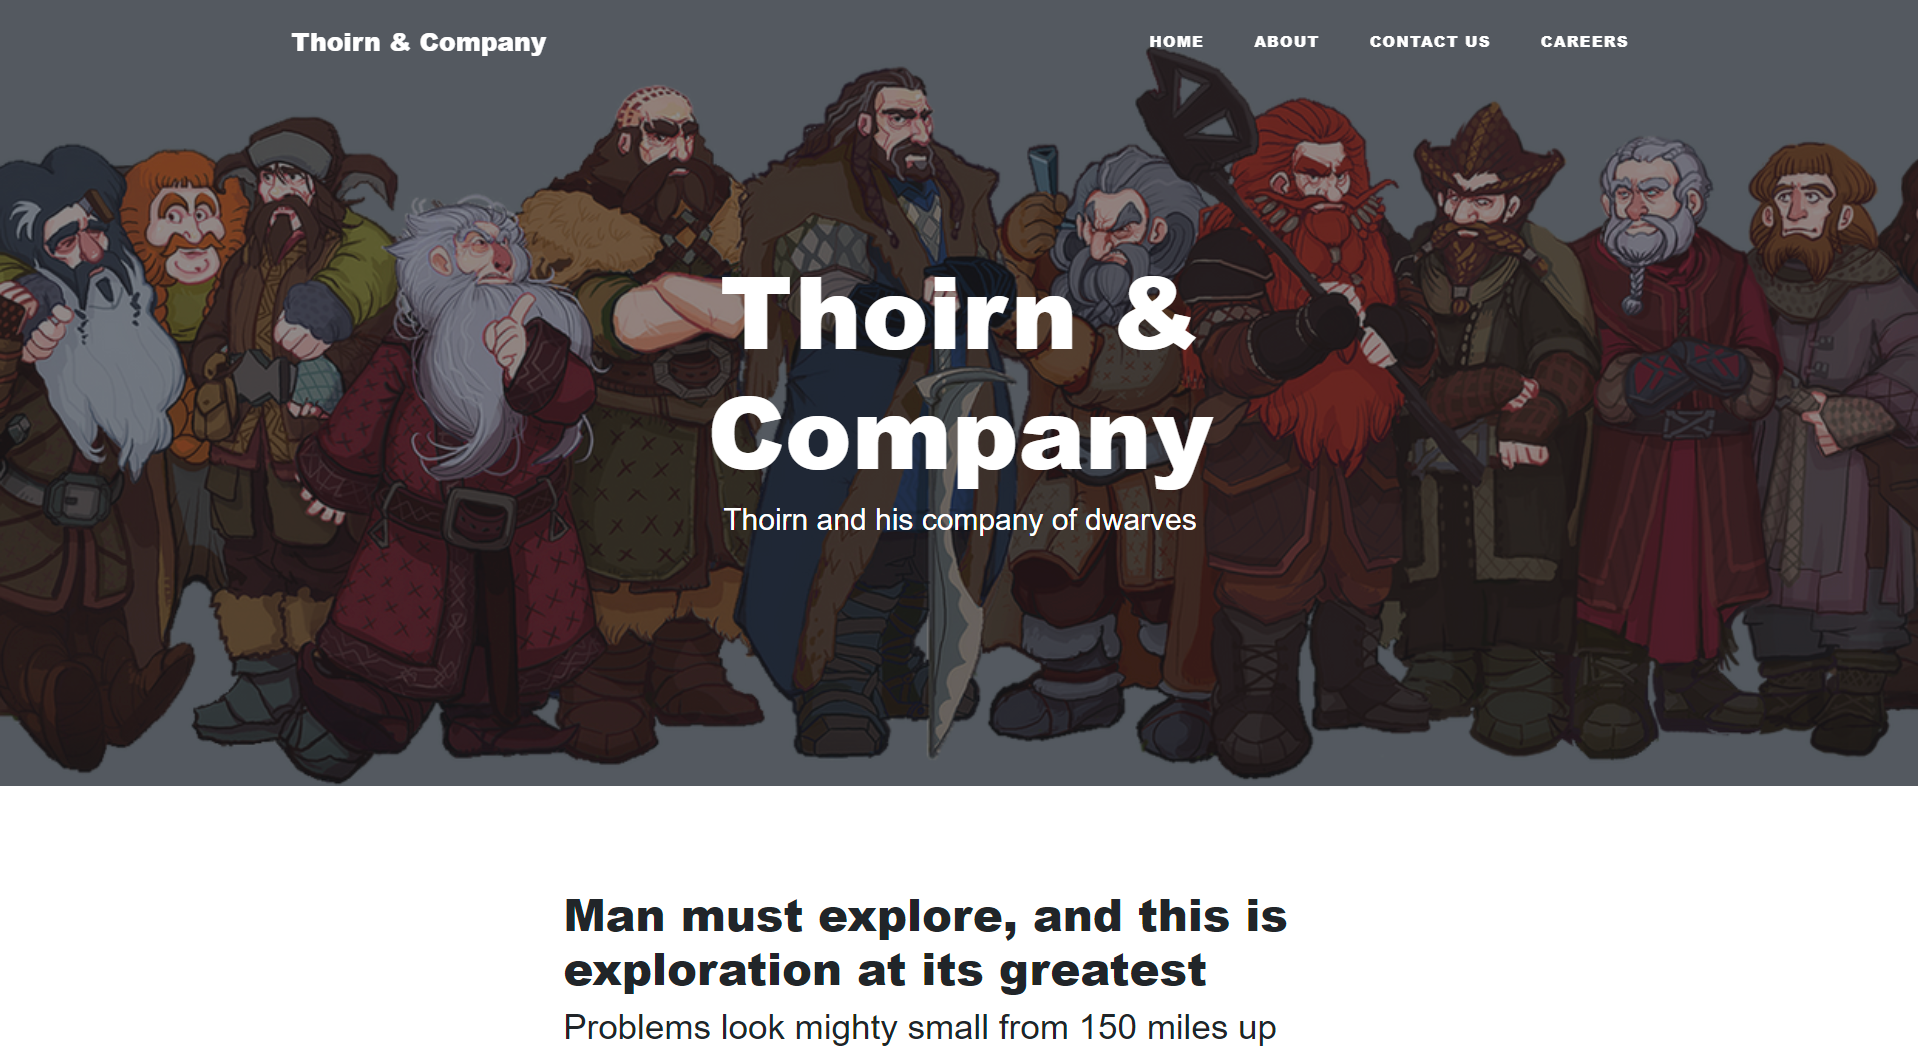 Thoirn & Company
HOME ABOUT CONTACT US CAREERS
Thoirn &
Company
Thoirn and his company of dwarves
Man must explore, and this is
exploration at its greatest
Problems look mighty small from 150 miles up